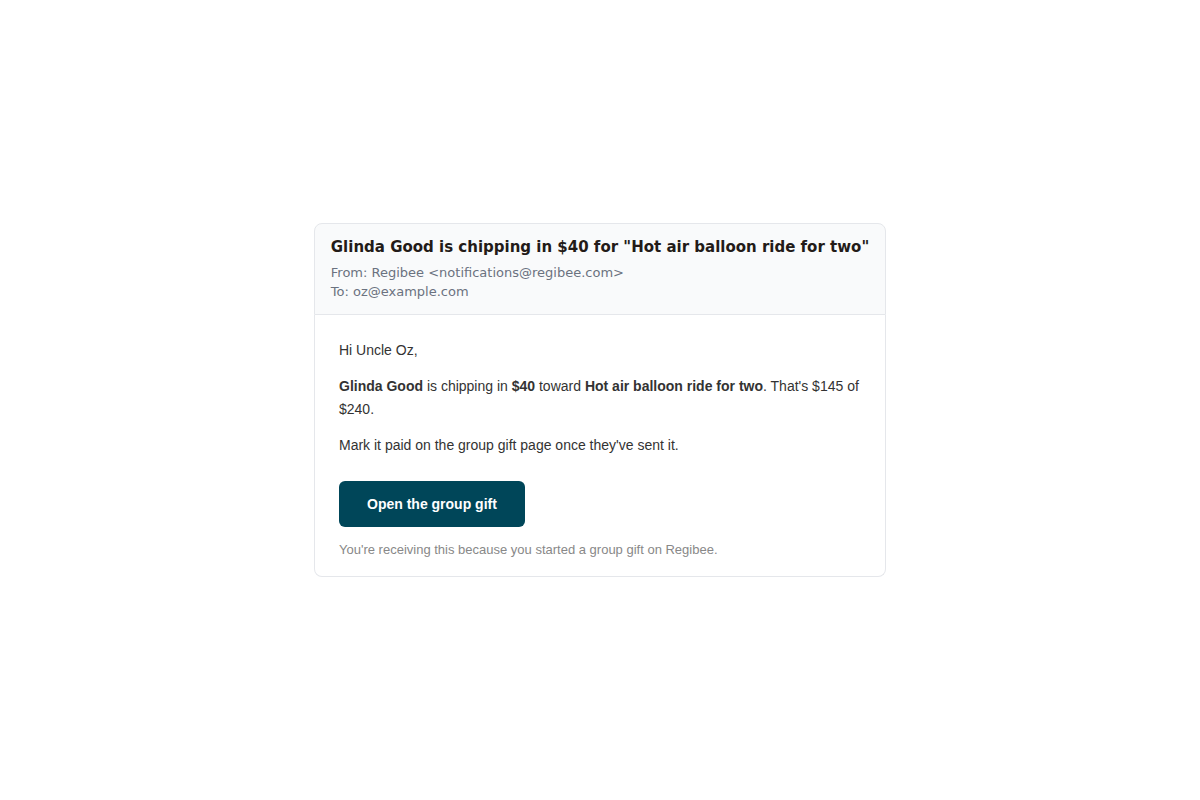 Glinda Good is chipping in $40 for "Hot air balloon ride for two"
From: Regibee <notifications@regibee.com>
To: oz@example.com
Hi Uncle Oz,
Glinda Good is chipping in $40 toward Hot air balloon ride for two. That's $145 of
$240.
Mark it paid on the group gift page once they've sent it.
Open the group gift
You're receiving this because you started a group gift on Regibee.